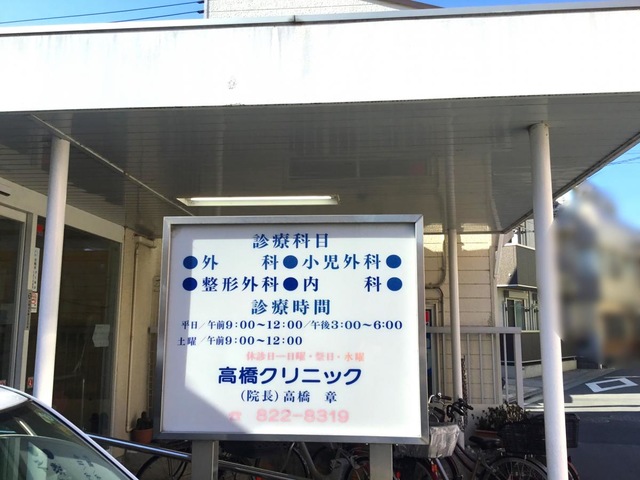 診療科目
●外　科●小児外科●
●整形外科●内　科●
診療時間
平日/午前9:00〜12:00/午後3:00〜6:00
土曜/午前9:00〜12:00
休診日―日曜・祭日・水曜
高橋クリニック
(院長)高橋 章
☎ 822-8319